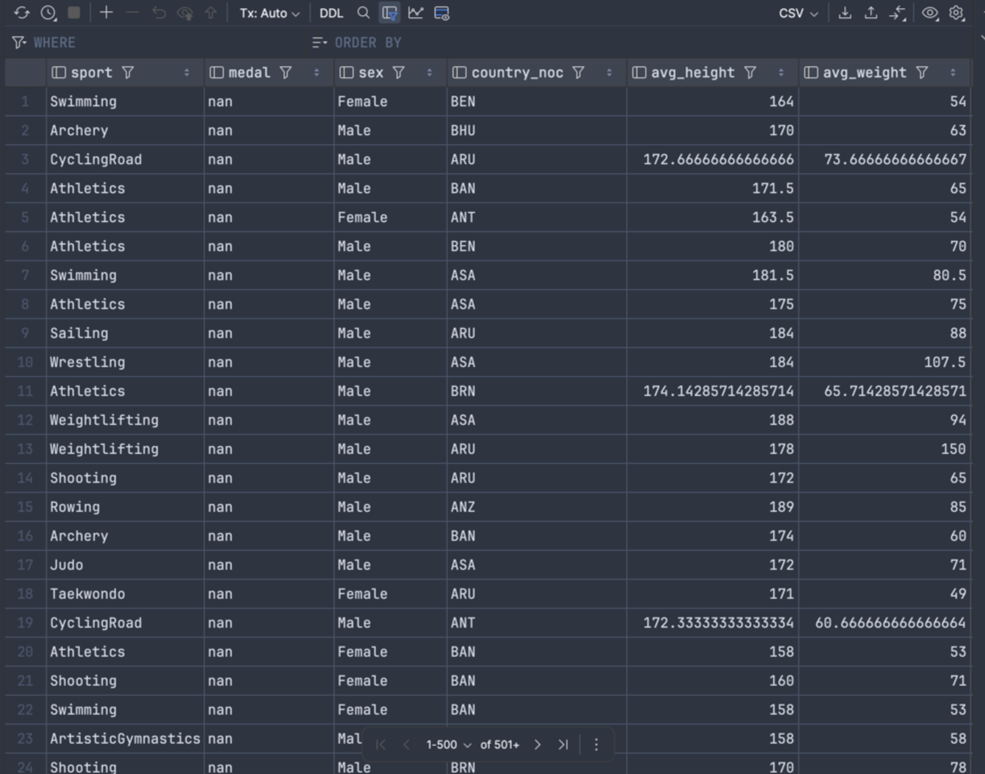 Tx: Auto DDL CSV
WHERE ORDER BY
sport medal sex country_noc avg_height avg_weight
1 Swimming nan Female BEN 164 54
2 Archery nan Male BHU 170 63
3 CyclingRoad nan Male ARU 172.66666666666666 73.66666666666667
4 Athletics nan Male BAN 171.5 65
5 Athletics nan Female ANT 163.5 54
6 Athletics nan Male BEN 180 70
7 Swimming nan Male ASA 181.5 80.5
8 Athletics nan Male ASA 175 75
9 Sailing nan Male ARU 184 88
10 Wrestling nan Male ASA 184 107.5
11 Athletics nan Male BRN 174.14285714285714 65.71428571428571
12 Weightlifting nan Male ASA 188 94
13 Weightlifting nan Male ARU 178 150
14 Shooting nan Male ARU 172 65
15 Rowing nan Male ANZ 189 85
16 Archery nan Male BAN 174 60
17 Judo nan Male ASA 172 71
18 Taekwondo nan Female ARU 171 49
19 CyclingRoad nan Male ANT 172.33333333333334 60.666666666666664
20 Athletics nan Female BAN 158 53
21 Shooting nan Female BAN 160 71
22 Swimming nan Female BAN 158 53
23 ArtisticGymnastics nan Mal 158 58
1-500 of 501+
24 Shooting nan Male BRN 170 78